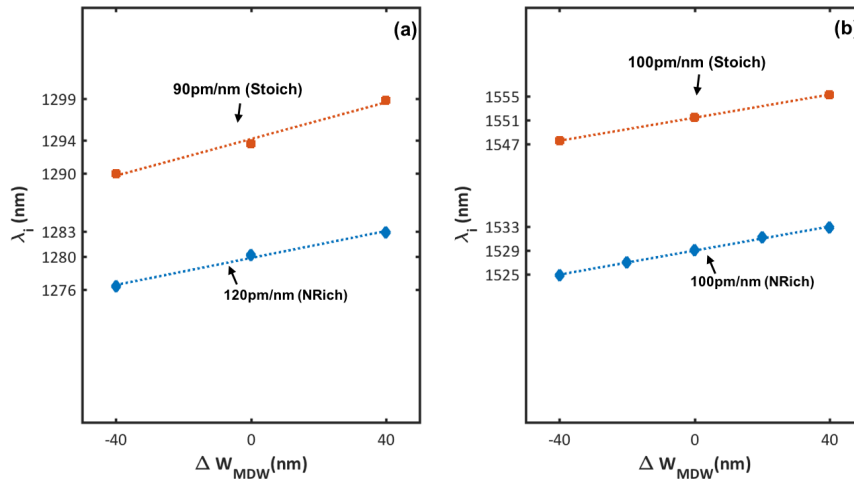 (a)
90pm/nm (Stoich)
1299
1294
1290
1283
1280
1276
λi (nm)
120pm/nm (NRich)
-40 0 40
Δ WMDW(nm)
(b)
100pm/nm (Stoich)
1555
1551
1547
1533
1529
1525
λi (nm)
100pm/nm (NRich)
-40 0 40
Δ WMDW(nm)